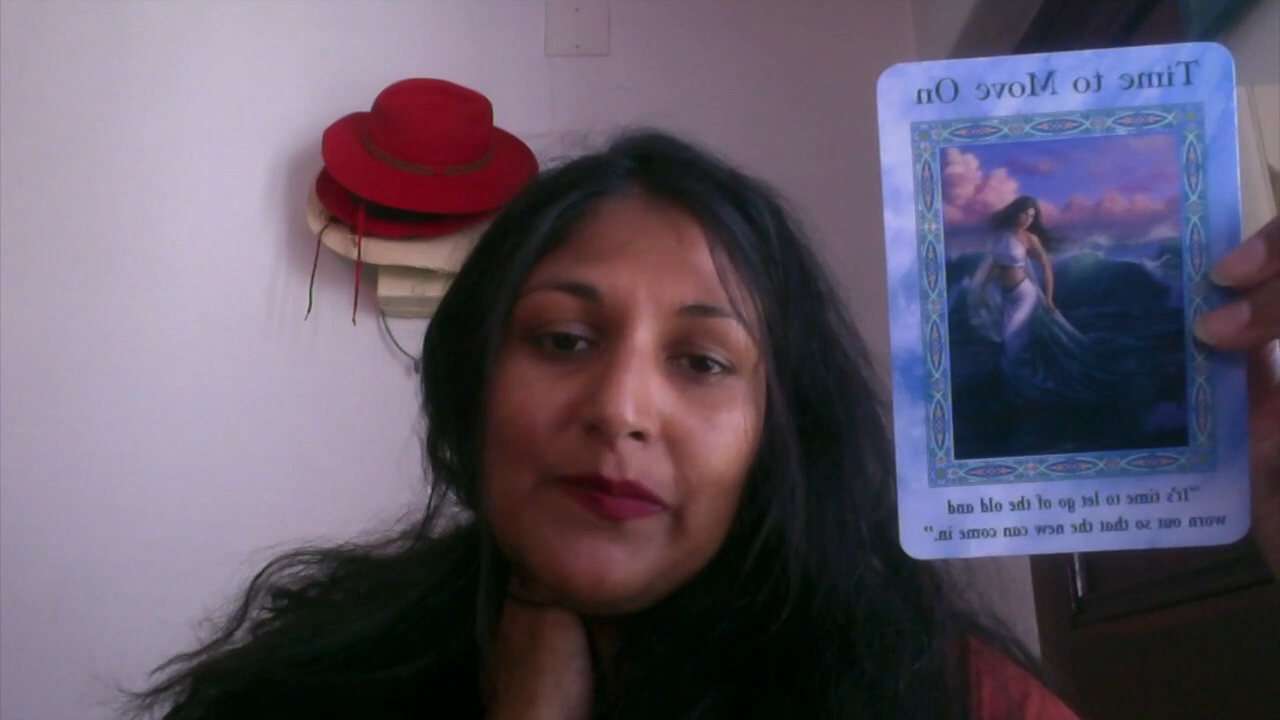 Time to Move On
"It's time to let go of the old and
worn out so that the new can come in."